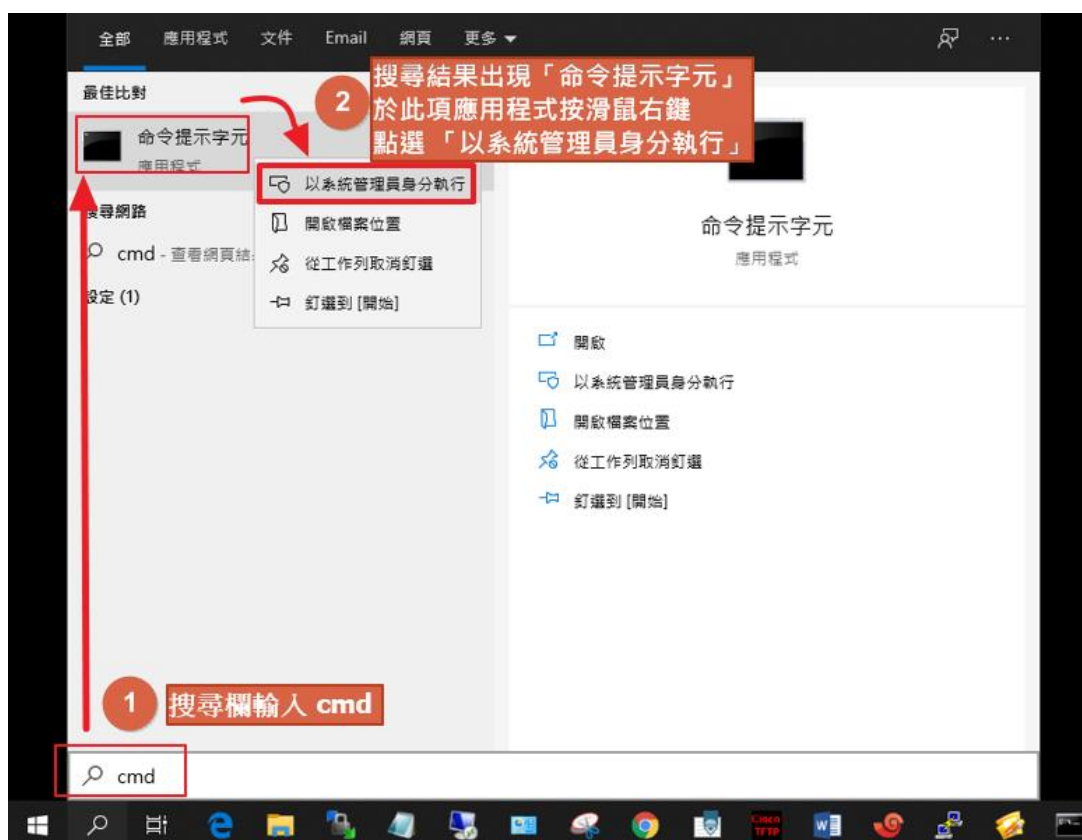 全部 應用程式 文件 Email 網頁 更多
最佳比對
命令提示字元
應用程式
2
搜尋結果出現「命令提示字元」
於此項應用程式按滑鼠右鍵
點選 「以系統管理員身分執行」
以系統管理員身分執行
開啟檔案位置
從工作列取消釘選
釘選到 [開始]
搜尋網路
cmd - 查看網頁結
設定 (1)
命令提示字元
應用程式
開啟
以系統管理員身分執行
開啟檔案位置
從工作列取消釘選
釘選到 [開始]
1
搜尋欄輸入 cmd
cmd
Cisco
TFTP